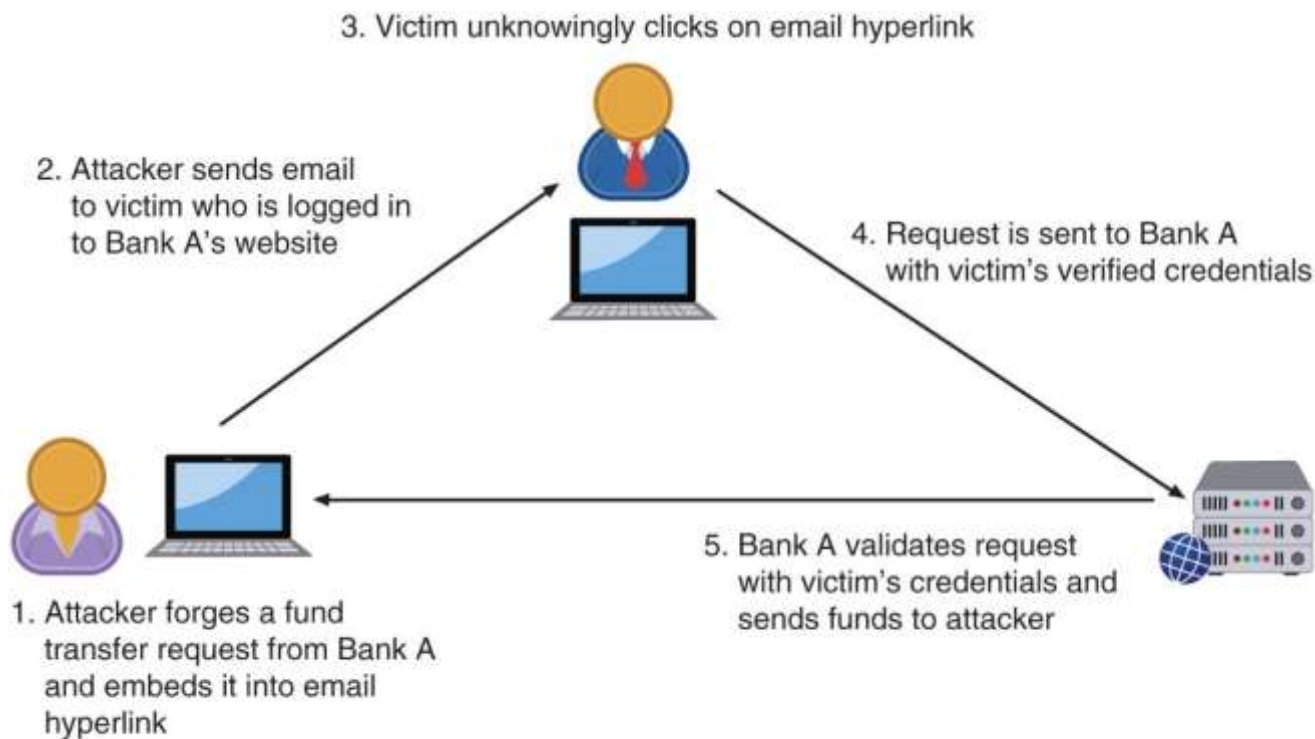 3. Victim unknowingly clicks on email hyperlink
2. Attacker sends email
to victim who is logged in
to Bank A's website
4. Request is sent to Bank A
with victim's verified credentials
5. Bank A validates request
with victim's credentials and
sends funds to attacker
1. Attacker forges a fund
transfer request from Bank A
and embeds it into email
hyperlink